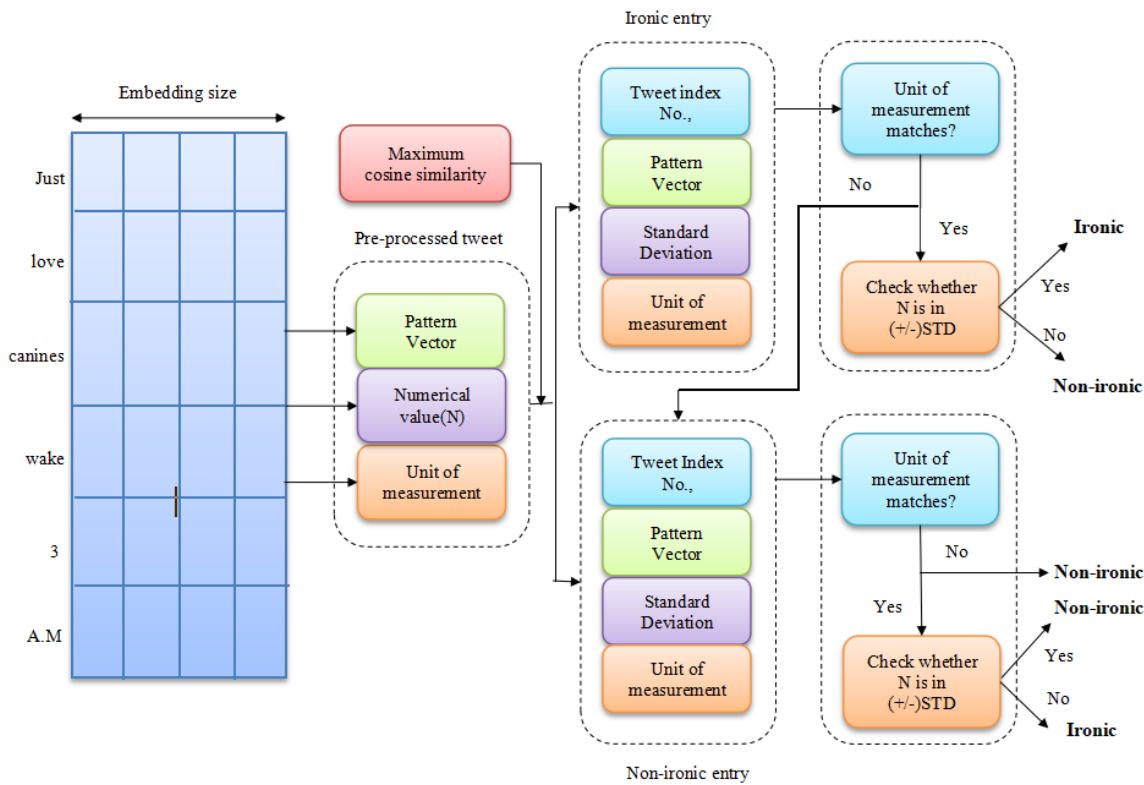 Embedding size
Just
love
canines
wake
3
A.M
Maximum
cosine similarity
Pre-processed tweet
Pattern
Vector
Numerical
value(N)
Unit of
measurement
Ironic entry
Tweet index
No.,
Pattern
Vector
Standard
Deviation
Unit of
measurement
Unit of
measurement
matches?
No
Yes
Check whether
N is in
(+/-)STD
Ironic
Yes
No
Non-ironic
Tweet Index
No.,
Pattern
Vector
Standard
Deviation
Unit of
measurement
Non-ironic entry
Unit of
measurement
matches?
No
Non-ironic
Yes
Check whether
N is in
(+/-)STD
Non-ironic
Yes
No
Ironic